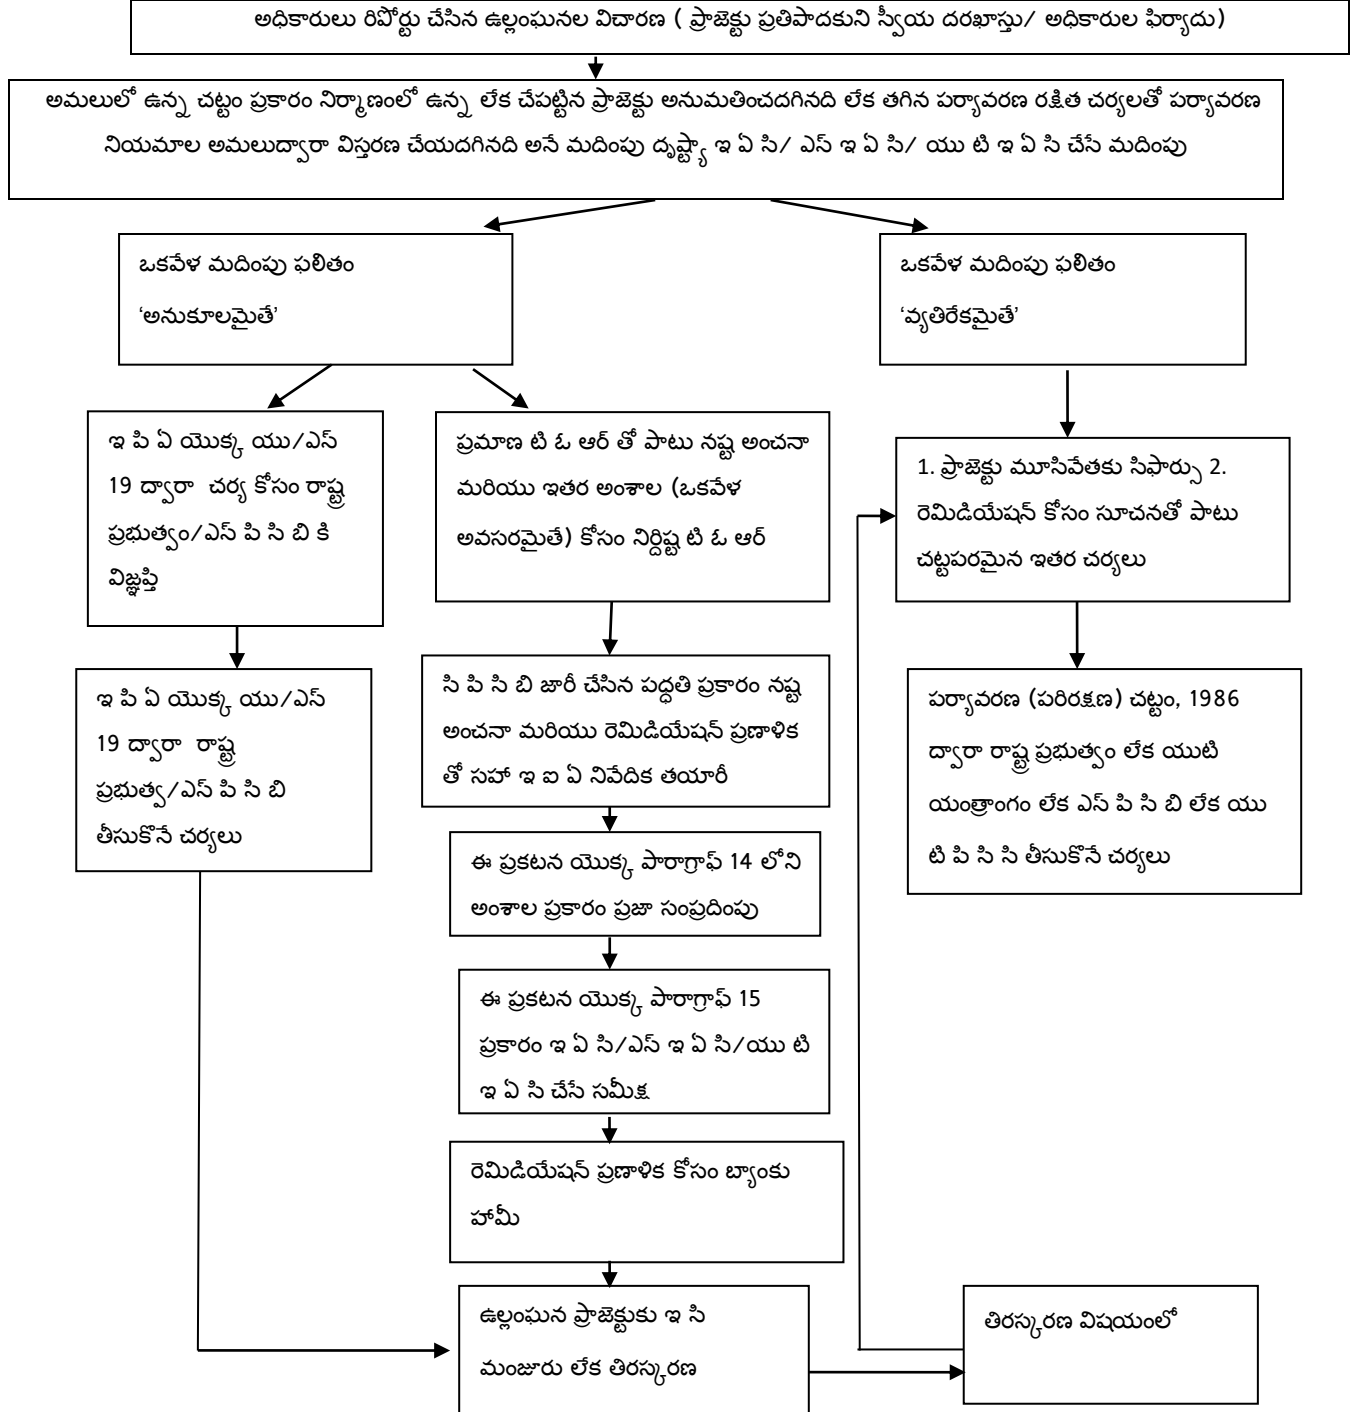 అధికారులు రిపోర్టు చేసిన ఉల్లంఘనల విచారణ ( ప్రాజెక్టు ప్రతిపాదకుని స్వీయ దరఖాస్తు/ అధికారుల ఫిర్యాదు)
అమలులో ఉన్న చట్టం ప్రకారం నిర్మాణంలో ఉన్న లేక చేపట్టిన ప్రాజెక్టు అనుమతించదగినది లేక తగిన పర్యావరణ రక్షిత చర్యలతో పర్యావరణ
నియమాల అమలుద్వారా విస్తరణ చేయదగినది అనే మదింపు దృష్ట్యా ఇ ఏ సి/ ఎస్ ఇ ఏ సి/ యు టి ఇ ఏ సి చేసే మదింపు
ఒకవేళ మదింపు ఫలితం
‘అనుకూలమైతే’
ఒకవేళ మదింపు ఫలితం
‘వ్యతిరేకమైతే’
ఇ పి ఏ యొక్క యు/ఎస్
19 ద్వారా చర్య కోసం రాష్ట్ర
ప్రభుత్వం/ఎస్ పి సి బి కి
విజ్ఞప్తి
ప్రమాణ టి ఓ ఆర్ తో పాటు నష్ట అంచనా
మరియు ఇతర అంశాల (ఒకవేళ
అవసరమైతే) కోసం నిర్దిష్ట టి ఓ ఆర్
1. ప్రాజెక్టు మూసివేతకు సిఫార్సు 2.
రెమిడియేషన్ కోసం సూచనతో పాటు
చట్టపరమైన ఇతర చర్యలు
ఇ పి ఏ యొక్క యు/ఎస్
19 ద్వారా రాష్ట్ర
ప్రభుత్వ/ఎస్ పి సి బి
తీసుకొనే చర్యలు
సి పి సి బి జారీ చేసిన పద్ధతి ప్రకారం నష్ట
అంచనా మరియు రెమిడియేషన్ ప్రణాళిక
తో సహా ఇ ఐ ఏ నివేదిక తయారీ
పర్యావరణ (పరిరక్షణ) చట్టం, 1986
ద్వారా రాష్ట్ర ప్రభుత్వం లేక యుటి
యంత్రాంగం లేక ఎస్ పి సి బి లేక యు
టి పి సి సి తీసుకొనే చర్యలు
ఈ ప్రకటన యొక్క పారాగ్రాఫ్ 14 లోని
అంశాల ప్రకారం ప్రజా సంప్రదింపు
ఈ ప్రకటన యొక్క పారాగ్రాఫ్ 15
ప్రకారం ఇ ఏ సి/ఎస్ ఇ ఏ సి/యు టి
ఇ ఏ సి చేసే సమీక్ష
రెమిడియేషన్ ప్రణాళిక కోసం బ్యాంకు
హామీ
ఉల్లంఘన ప్రాజెక్టుకు ఇ సి
మంజూరు లేక తిరస్కరణ
తిరస్కరణ విషయంలో